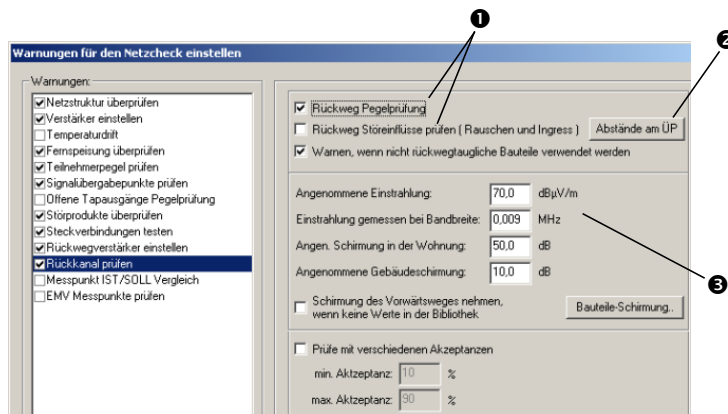 ❶
❷
Warnungen für den Netzcheck einstellen
Warnungen:
Netzstruktur überprüfen
Verstärker einstellen
Temperaturdrift
Fernspeisung überprüfen
Teilnehmerpegel prüfen
Signalübergabepunkte prüfen
Offene Tapausgänge Pegelprüfung
Störprodukte überprüfen
Steckverbindungen testen
Rückwegverstärker einstellen
Rückkanal prüfen
Messpunkt IST/SOLL Vergleich
EMV Messpunkte prüfen
Rückweg Pegelprüfung
Rückweg Störeinflüsse prüfen ( Rauschen und Ingress ) Abstände am ÜP
Warnen, wenn nicht rückwegtaugliche Bauteile verwendet werden
Angenommene Einstrahlung: 70,0 dBµV/m
Einstrahlung gemessen bei Bandbreite: 0,009 MHz
Angen. Schirmung in der Wohnung: 50,0 dB
Angenommene Gebäudeschirmung: 10,0 dB
❸
Schirmung des Vorwärtsweges nehmen,
wenn keine Werte in der Bibliothek
Bauteile-Schirmung..
Prüfe mit verschiedenen Akzeptanzen
min. Aktzeptanz: 10 %
max. Aktzeptanz: 90 %